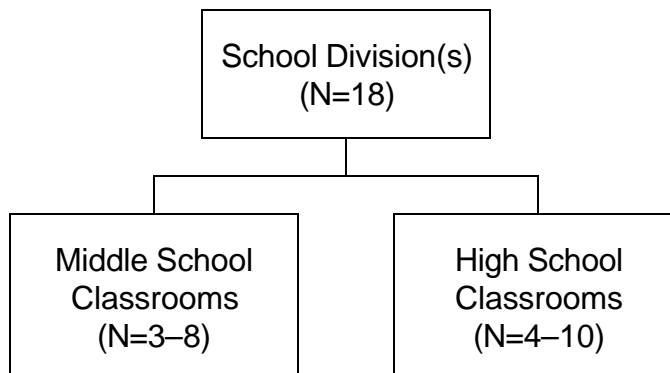 School Division(s)
(N=18)
Middle School
Classrooms
(N=3–8)
High School
Classrooms
(N=4–10)